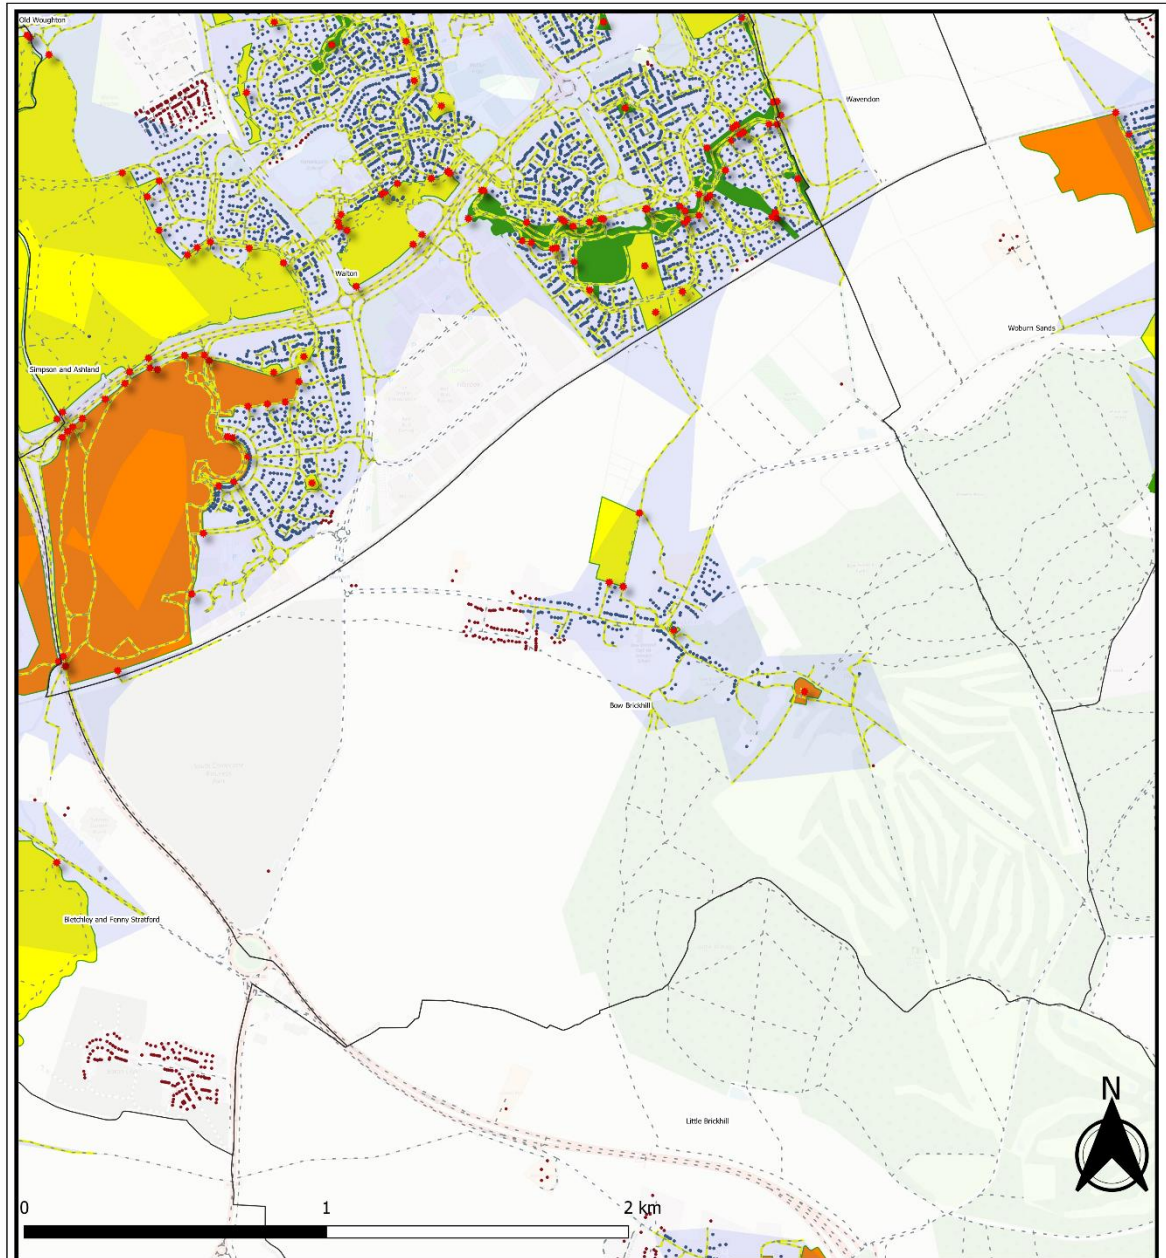 Old Woughton
Wavendon
Walton
Woburn Sands
Simpson and Ashland
Bow Brickhill
Bletchley and Fenny Stratford
N
Little Brickhill
0 1 2 km